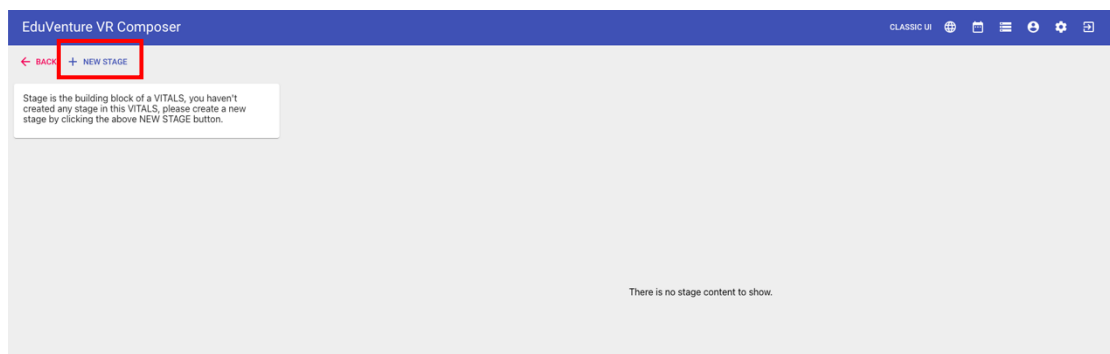 EduVenture VR Composer
CLASSIC UI
BACK
NEW STAGE
Stage is the building block of a VITALS, you haven't
created any stage in this VITALS, please create a new
stage by clicking the above NEW STAGE button.
There is no stage content to show.